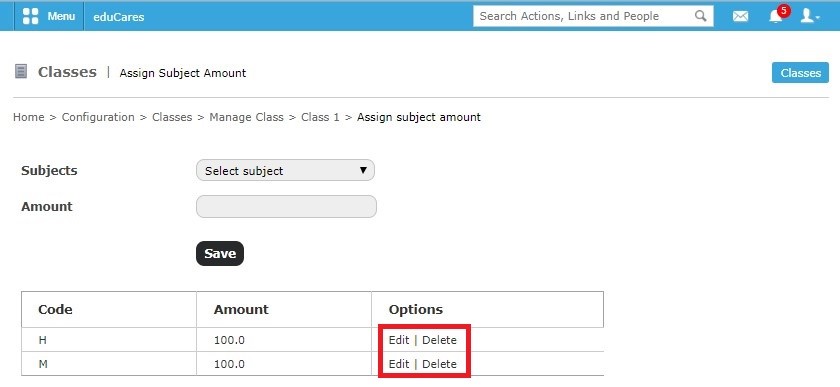 Menu eduCares Search Actions, Links and People 5
Classes | Assign Subject Amount Classes
Home > Configuration > Classes > Manage Class > Class 1 > Assign subject amount
Subjects Select subject
Amount
Save
Code Amount Options
H 100.0 Edit | Delete
M 100.0 Edit | Delete